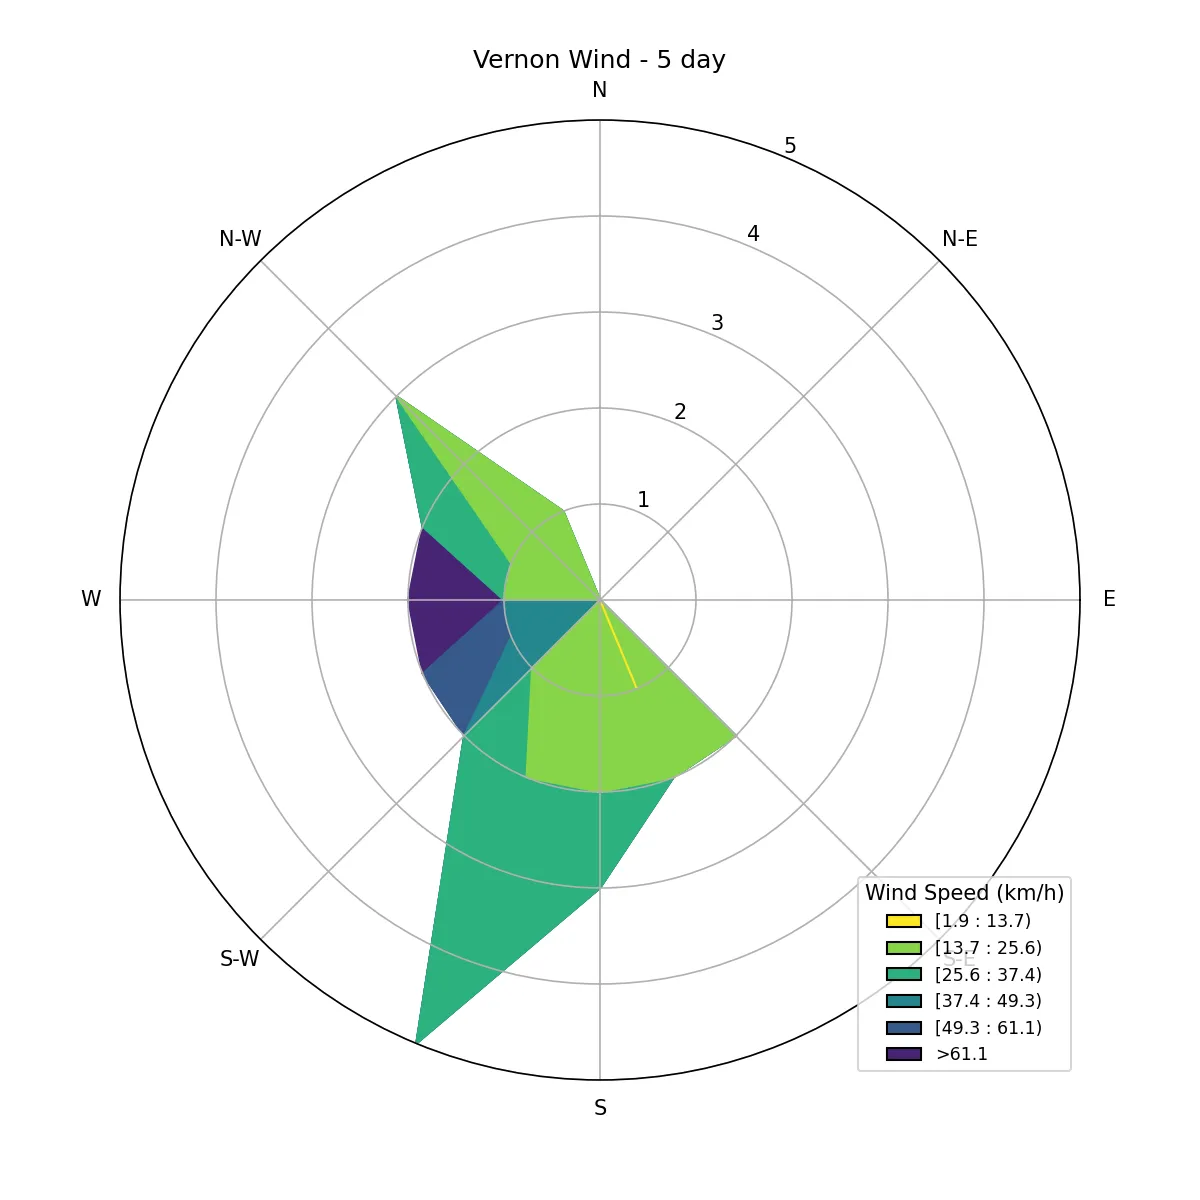 Vernon Wind - 5 day
N
5
N-W
N-E
4
3
2
1
W
E
Wind Speed (km/h)
[1.9 : 13.7)
[13.7 : 25.6)
S-W
S-E
[25.6 : 37.4)
[37.4 : 49.3)
[49.3 : 61.1)
>61.1
S